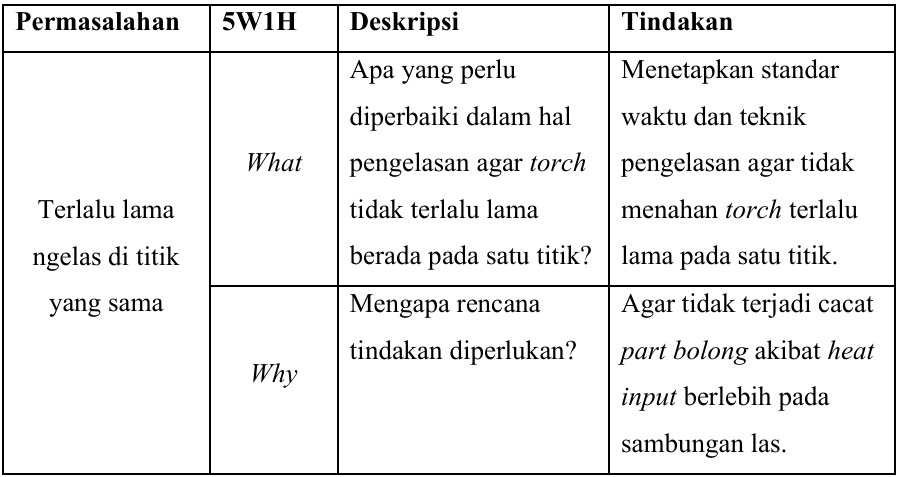 Permasalahan 5W1H Deskripsi Tindakan
Terlalu lama
ngelas di titik
yang sama
What
Apa yang perlu
diperbaiki dalam hal
pengelasan agar torch
tidak terlalu lama
berada pada satu titik?
Menetapkan standar
waktu dan teknik
pengelasan agar tidak
menahan torch terlalu
lama pada satu titik.
Why
Mengapa rencana
tindakan diperlukan?
Agar tidak terjadi cacat
part bolong akibat heat
input berlebih pada
sambungan las.